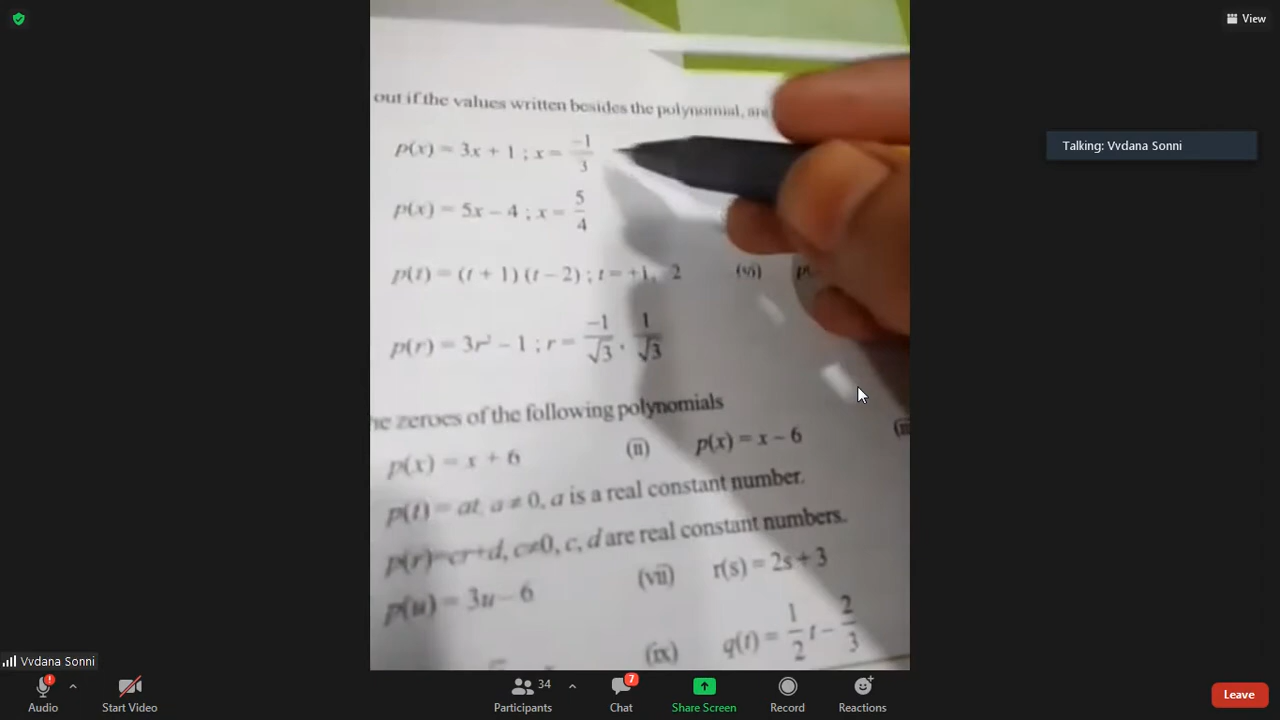 View
out if the values written besides the polynomial, are
Talking: Vvdana Sonni
p(x) = 3x + 1 ; x = -1/3
p(x) = 5x - 4 ; x = 5/4
p(t) = (t + 1) (t - 2) ; t = +1, 2 (vi)
p(r) = 3r² - 1 ; r = -1/√3 , 1/√3
zeroes of the following polynomials
p(x) = x + 6 (ii) p(x) = x - 6
p(t) = at, a ≠ 0, a is a real constant number.
p(r)=cr+d, c≠0, c, d are real constant numbers.
p(u) = 3u - 6 (vii) r(s) = 2s + 3
(ix) q(t) = 1/2 t - 2/3
Vvdana Sonni
Audio Start Video 34 Participants 7 Chat Share Screen Record Reactions Leave